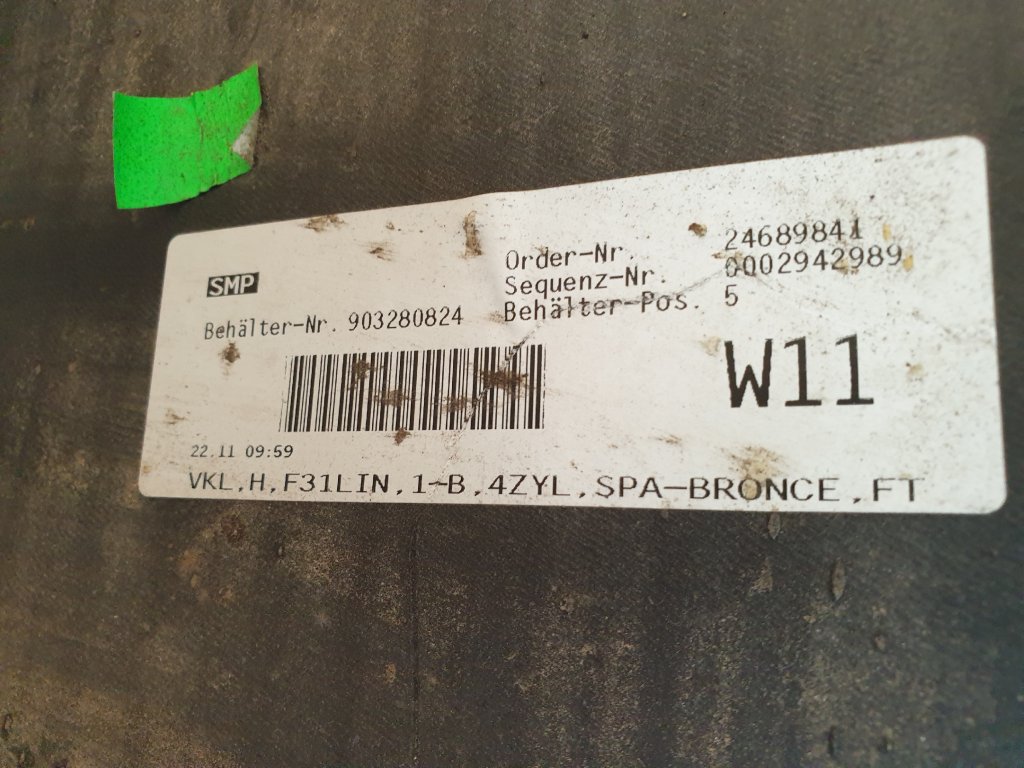 SMP
Order-Nr. 24689841
Sequenz-Nr. 0002942989
Behälter-Nr. 903280824
Behälter-Pos. 5
W11
22.11 09:59
VKL,H,F31LIN,1-B,4ZYL,SPA-BRONCE,FT